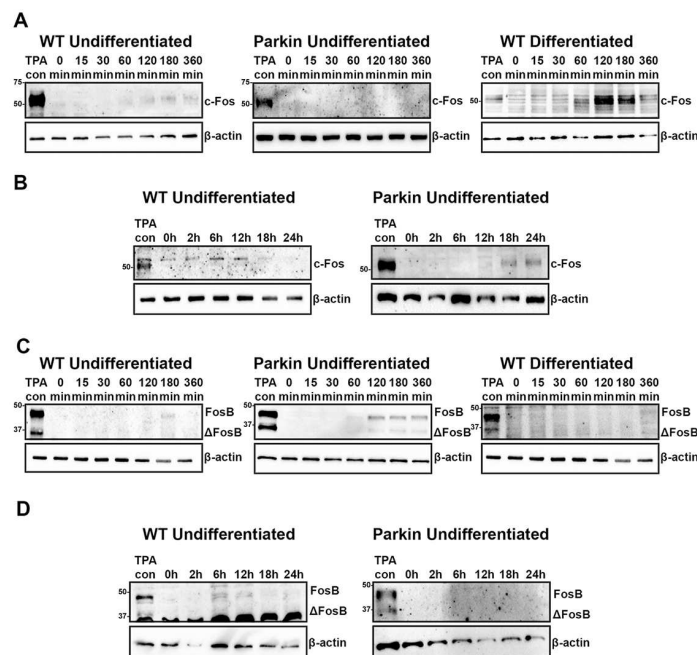 A
WT Undifferentiated Parkin Undifferentiated WT Differentiated
TPA 0 15 30 60 120 180 360 TPA 0 15 30 60 120 180 360 TPA 0 15 30 60 120 180 360
con min min min min min min min con min min min min min min min con min min min min min min min
75 75
50 c-Fos 50 c-Fos 50 c-Fos
β-actin β-actin β-actin
B
WT Undifferentiated Parkin Undifferentiated
TPA TPA
con 0h 2h 6h 12h 18h 24h con 0h 2h 6h 12h 18h 24h
50 c-Fos 50 c-Fos
β-actin β-actin
C
WT Undifferentiated Parkin Undifferentiated WT Differentiated
TPA 0 15 30 60 120 180 360 TPA 0 15 30 60 120 180 360 TPA 0 15 30 60 120 180 360
con min min min min min min min con min min min min min min min con min min min min min min min
50 FosB 50 FosB 50 FosB
37 ΔFosB 37 ΔFosB 37 ΔFosB
β-actin β-actin β-actin
D
WT Undifferentiated Parkin Undifferentiated
TPA TPA
con 0h 2h 6h 12h 18h 24h con 0h 2h 6h 12h 18h 24h
50 FosB 50 FosB
37 ΔFosB 37 ΔFosB
β-actin β-actin